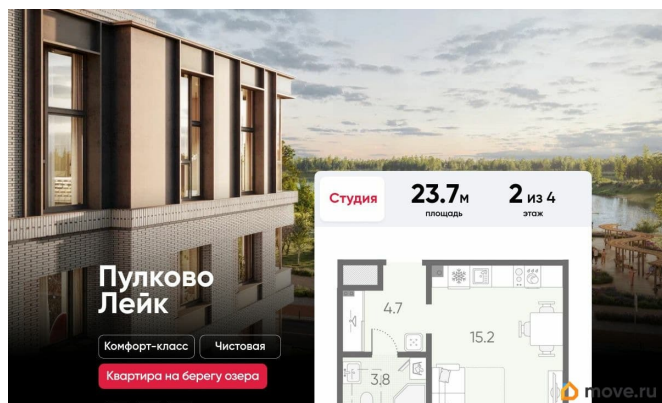 Студия
23.7м
площадь
2 из 4
этаж
Пулково
Лейк
Комфорт-класс
Чистовая
Квартира на берегу озера
4.7
15.2
3,8
move.ru